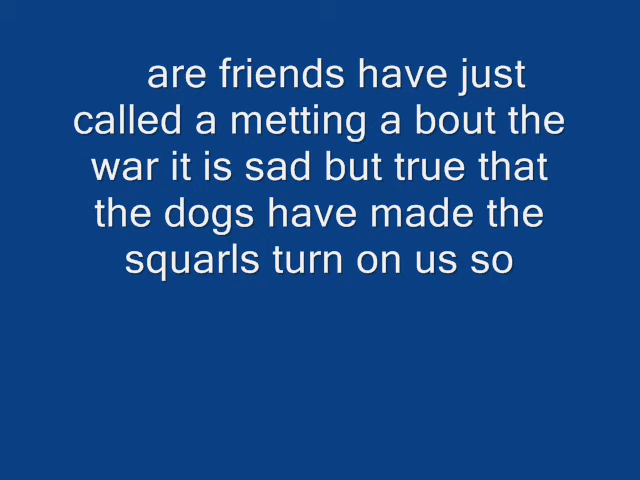 are friends have just
called a metting a bout the
war it is sad but true that
the dogs have made the
squarls turn on us so